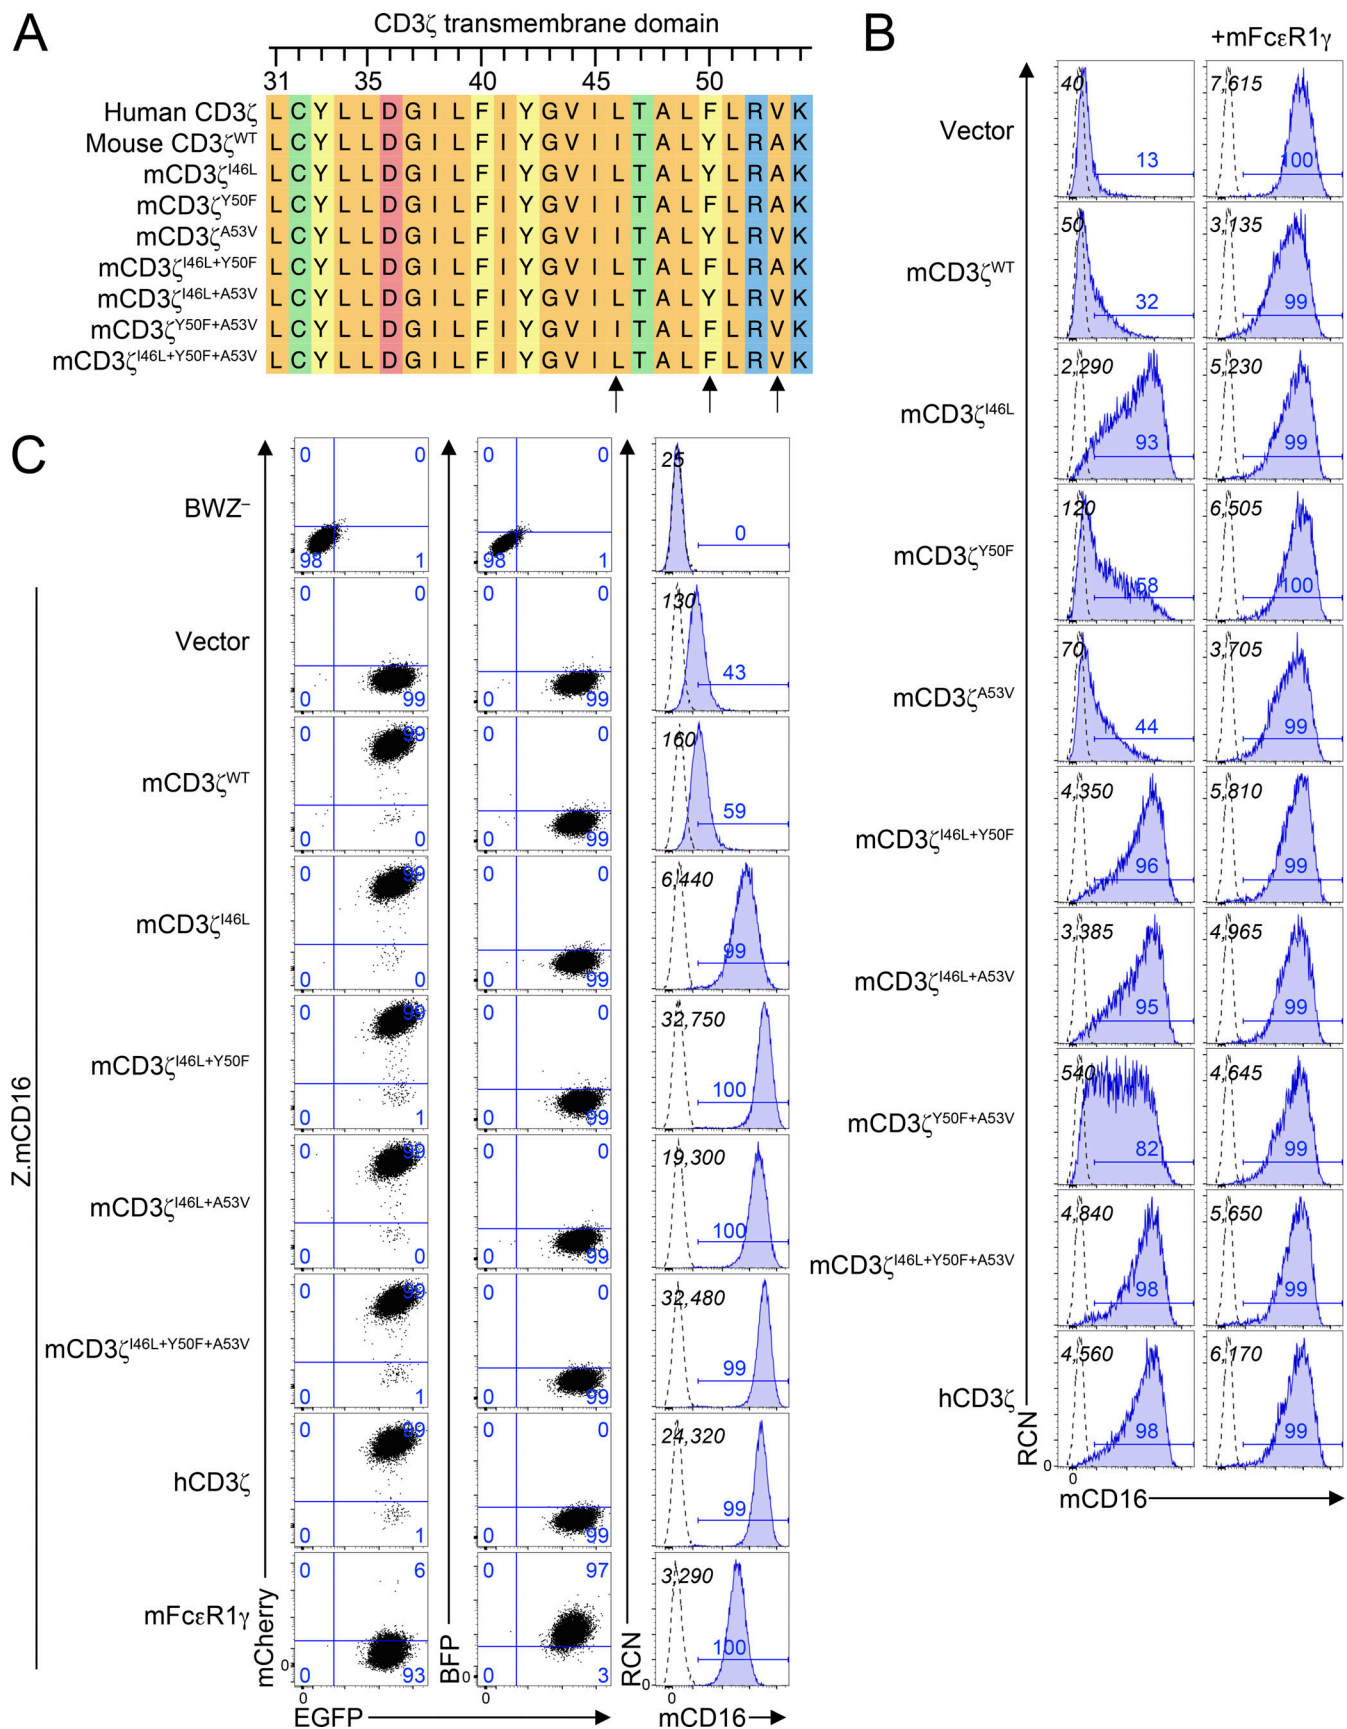 A
CD3ζ transmembrane domain
31 35 40 45 50
Human CD3ζ L C Y L L D G I L F I Y G V I L T A L F L R V K
Mouse CD3ζWT L C Y L L D G I L F I Y G V I I T A L Y L R A K
mCD3ζI46L L C Y L L D G I L F I Y G V I L T A L Y L R A K
mCD3ζY50F L C Y L L D G I L F I Y G V I I T A L F L R A K
mCD3ζA53V L C Y L L D G I L F I Y G V I I T A L Y L R V K
mCD3ζI46L+Y50F L C Y L L D G I L F I Y G V I L T A L F L R A K
mCD3ζI46L+A53V L C Y L L D G I L F I Y G V I L T A L Y L R V K
mCD3ζY50F+A53V L C Y L L D G I L F I Y G V I I T A L F L R V K
mCD3ζI46L+Y50F+A53V L C Y L L D G I L F I Y G V I L T A L F L R V K
B
+mFcεR1γ
Vector 40 13 7,615 100
mCD3ζWT 50 32 3,135 99
mCD3ζI46L 2,290 93 5,230 99
mCD3ζY50F 120 58 6,505 100
mCD3ζA53V 70 44 3,705 99
mCD3ζI46L+Y50F 4,350 96 5,810 99
mCD3ζI46L+A53V 3,385 95 4,965 99
mCD3ζY50F+A53V 540 82 4,645 99
mCD3ζI46L+Y50F+A53V 4,840 98 5,650 99
hCD3ζ 4,560 98 6,170 99
RCN
0
0
mCD16
C
BWZ– 0 0 98 1 0 0 98 1 25 0
Z.mCD16
Vector 0 0 0 99 0 0 0 99 130 43
mCD3ζWT 0 99 0 0 0 0 0 99 160 59
mCD3ζI46L 0 99 0 0 0 0 0 99 6,440 99
mCD3ζI46L+Y50F 0 99 0 1 0 0 0 99 32,750 100
mCD3ζI46L+A53V 0 99 0 0 0 0 0 99 19,300 100
mCD3ζI46L+Y50F+A53V 0 99 0 1 0 0 0 99 32,480 99
hCD3ζ 0 99 0 1 0 0 0 99 24,320 99
mFcεR1γ 0 6 0 93 0 97 0 3 3,290 100
mCherry
BFP
RCN
0 0 0
0 0 0
EGFP
mCD16